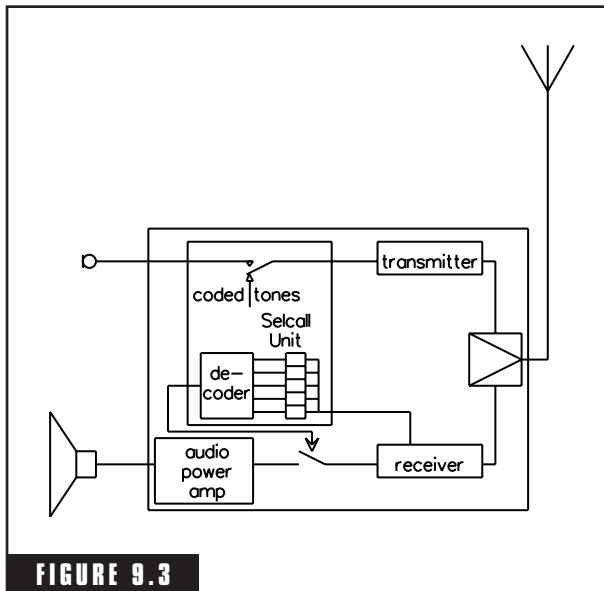 transmitter
coded tones
Selcall
Unit
de-
coder
audio
power
amp
receiver
FIGURE 9.3